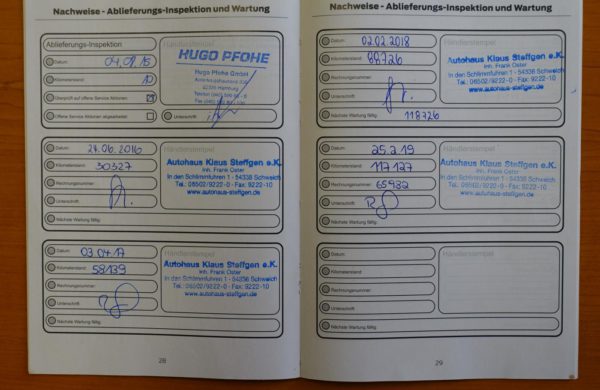 Nachweise - Ablieferungs-Inspektion und Wartung
Ablieferungs-Inspektion
Händlerstempel
Datum 04.09.15
HUGO PFOHE
Kilometerstand 10
Hugo Pfohe GmbH
Überprüft auf offene Service Aktionen
22335 Hamburg
Offene Service Aktionen abgearbeitet
Unterschrift
Datum 24.06.2016
Händlerstempel
Kilometerstand 30327
Autohaus Klaus Steffgen e.K.
Inh. Frank Oster
Rechnungsnummer
In den Schlimmfuhren 1 - 54338 Schweich
Tel.: 06502/9222-0 - Fax: 9222-10
Unterschrift
www.autohaus-steffgen.de
Nächste Wartung fällig
Datum 03.04.17
Händlerstempel
Autohaus Klaus Steffgen e.K.
Kilometerstand 58139
Inh. Frank Oster
In den Schlimmfuhren 1 - 54338 Schweich
Rechnungsnummer
Tel.: 06502/9222-0 - Fax: 9222-10
www.autohaus-steffgen.de
Unterschrift
Nächste Wartung fällig
28
Nachweise - Ablieferungs-Inspektion und Wartung
Datum 02.02.2018
Händlerstempel
Kilometerstand 88726
Autohaus Klaus Steffgen e.K.
Inh. Frank Oster
Rechnungsnummer
In den Schlimmfuhren 1 - 54338 Schweich
Tel.: 06502/9222-0 - Fax: 9222-10
Unterschrift
www.autohaus-steffgen.de
Nächste Wartung fällig 118726
Datum 25.2.19
Händlerstempel
Kilometerstand 117127
Autohaus Klaus Steffgen e.K.
Inh. Frank Oster
Rechnungsnummer 65932
In den Schlimmfuhren 1 - 54338 Schweich
Tel.: 06502/9222-0 - Fax: 9222-10
Unterschrift
www.autohaus-steffgen.de
Nächste Wartung fällig
Datum
Händlerstempel
Kilometerstand
Rechnungsnummer
Unterschrift
Nächste Wartung fällig
29